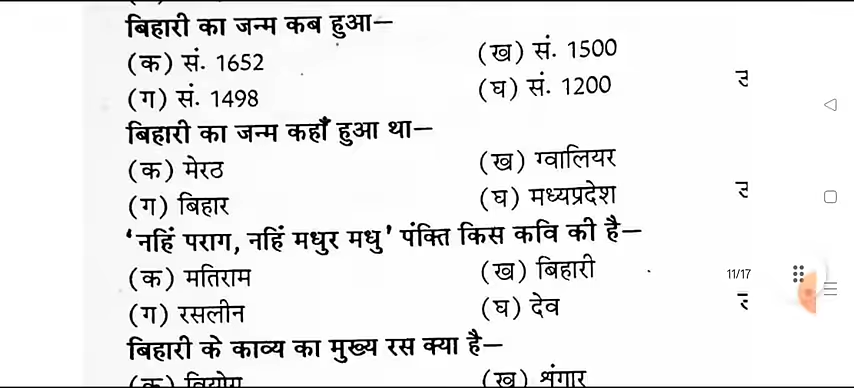 बिहारी का जन्म कब हुआ—
(क) सं. 1652 (ख) सं. 1500
(ग) सं. 1498 (घ) सं. 1200
बिहारी का जन्म कहाँ हुआ था—
(क) मेरठ (ख) ग्वालियर
(ग) बिहार (घ) मध्यप्रदेश
'नहिं पराग, नहिं मधुर मधु' पंक्ति किस कवि की है—
(क) मतिराम (ख) बिहारी
11/17
(ग) रसलीन (घ) देव
बिहारी के काव्य का मुख्य रस क्या है—
(क) वियोग (ख) शृंगार